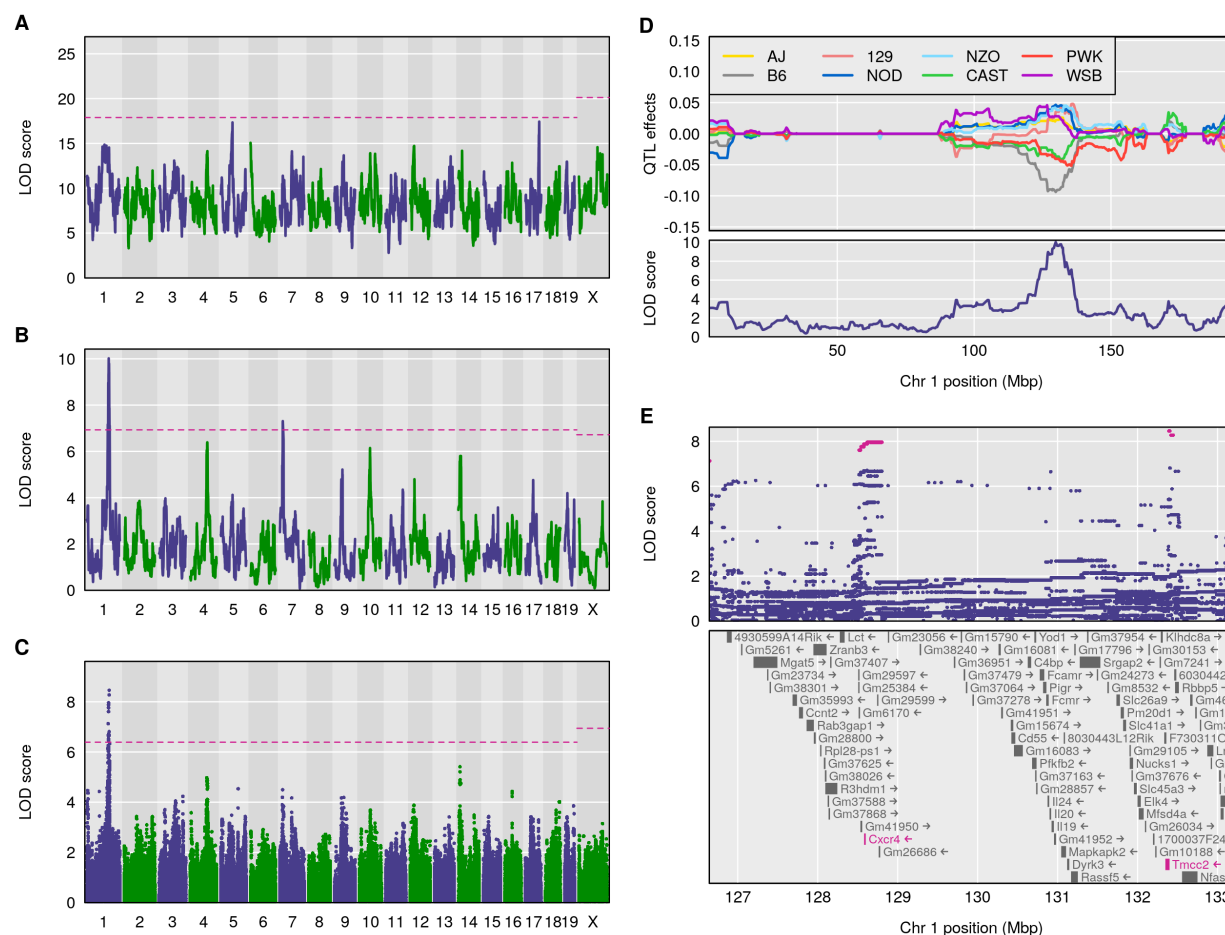 A
25
20
15
10
5
0
LOD score
1 2 3 4 5 6 7 8 9 10 11 12 13 14 15 16 17 18 19 X
B
10
8
6
4
2
0
LOD score
1 2 3 4 5 6 7 8 9 10 11 12 13 14 15 16 17 18 19 X
C
8
6
4
2
0
LOD score
1 2 3 4 5 6 7 8 9 10 11 12 13 14 15 16 17 18 19 X
D
0.15
0.10
0.05
0.00
-0.05
-0.10
-0.15
QTL effects
AJ 129 NZO PWK
B6 NOD CAST WSB
10
8
6
4
2
0
LOD score
50 100 150
Chr 1 position (Mbp)
E
8
6
4
2
0
LOD score
4930599A14Rik ← Lct ← Gm23056 ← Gm15790 ← Yod1 → Gm37954 ← Klhdc8a →
Gm5261 ← Zranb3 ← Gm38240 ← Gm16081 ← Gm17796 → Gm30153 ←
Mgat5 → Gm37407 → Gm36951 ← C4bp ← Srgap2 ← Gm7241 →
Gm23734 → Gm29597 ← Gm37479 ← Fcamr → Gm24273 ← 6030442
Gm38301 → Gm25384 ← Gm37064 ← Pigr → Gm8532 ← Rbbp5
Gm35993 ← Gm29599 → Gm37278 ← Fcmr → Slc26a9 → Gm46
Ccnt2 → Gm6170 ← Gm41951 → Pm20d1 → Gm1
Rab3gap1 → Gm15674 ← Slc41a1 →
Gm28800 → Cd55 ← 8030443L12Rik F730311O
Rpl28-ps1 → Gm16083 ← Gm29105 →
Gm37625 ← Pfkfb2 ← Nucks1 →
Gm38026 ← Gm37163 ← Gm37676 ←
R3hdm1 → Gm28857 ← Slc45a3 →
Gm37588 → Il24 → Elk4 →
Gm37868 → Il20 ← Mfsd4a ←
Gm41950 → Il19 ← Gm26034 →
Cxcr4 ← Gm41952 → 1700037F24
Gm26686 ← Mapkapk2 ← Gm10188 ←
Dyrk3 → Tmcc2 ←
Rassf5 ← Nfas
127 128 129 130 131 132 133
Chr 1 position (Mbp)